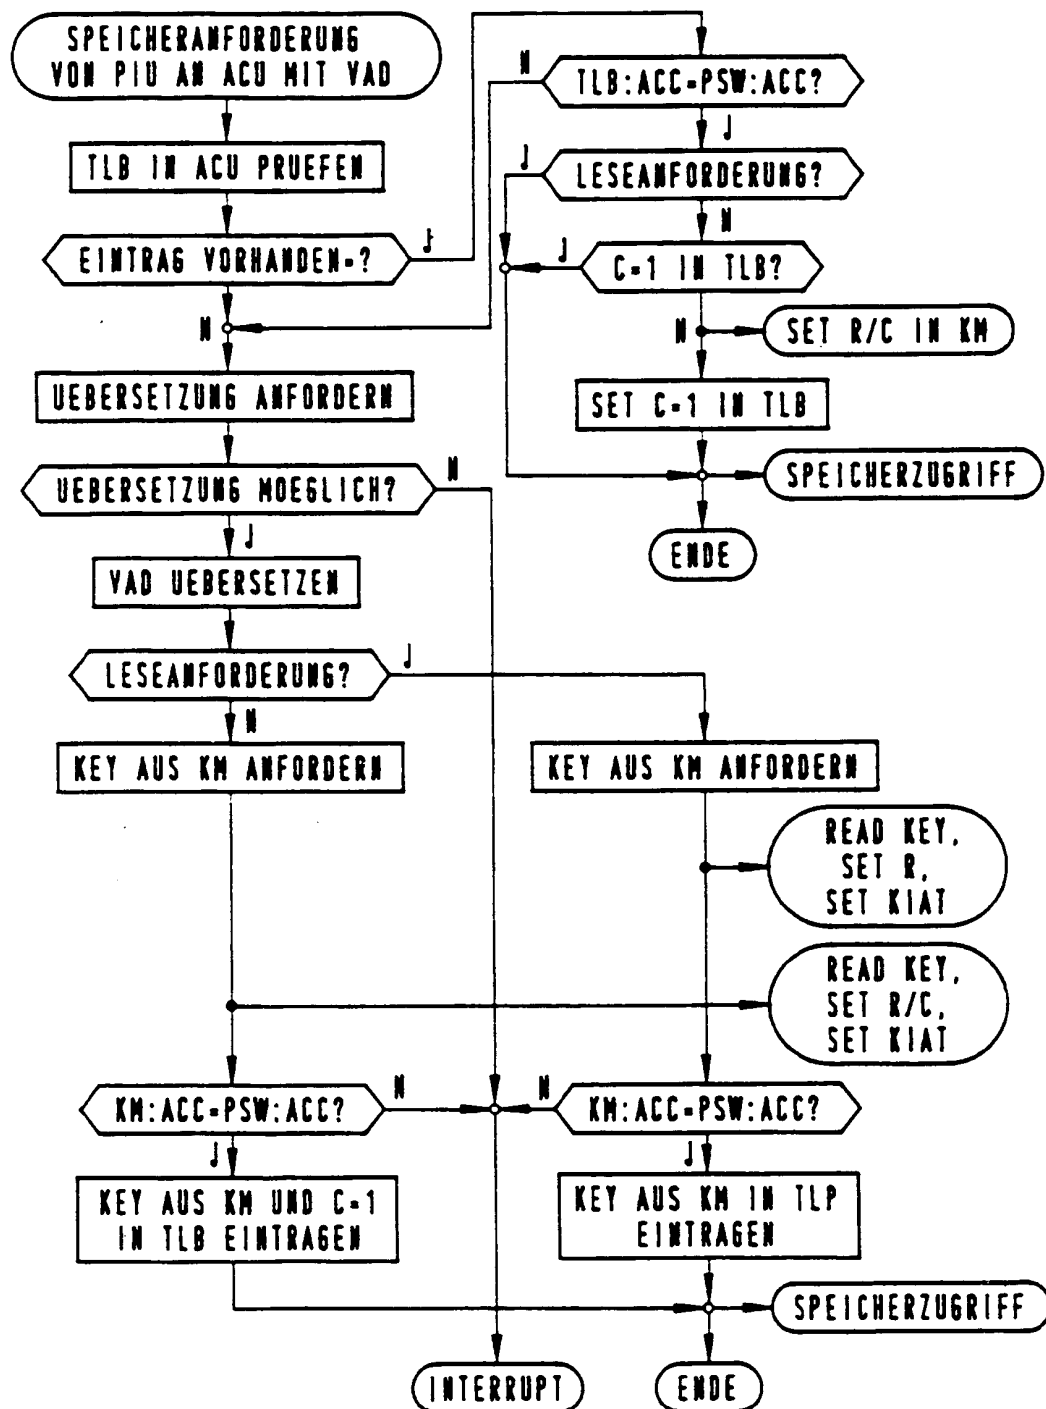 SPEICHERANFORDERUNG
VON PIU AN ACU MIT VAD
TLB IN ACU PRUEFEN
EINTRAG VORHANDEN=?
J
N
UEBERSETZUNG ANFORDERN
UEBERSETZUNG MOEGLICH?
N
J
VAD UEBERSETZEN
LESEANFORDERUNG?
J
N
KEY AUS KM ANFORDERN
TLB:ACC=PSW:ACC?
N
J
LESEANFORDERUNG?
J
N
C=1 IN TLB?
J
N
SET R/C IN KM
SET C=1 IN TLB
SPEICHERZUGRIFF
ENDE
KEY AUS KM ANFORDERN
READ KEY,
SET R,
SET KIAT
READ KEY,
SET R/C,
SET KIAT
KM:ACC=PSW:ACC?
N
J
KEY AUS KM UND C=1
IN TLB EINTRAGEN
KM:ACC=PSW:ACC?
N
J
KEY AUS KM IN TLP
EINTRAGEN
SPEICHERZUGRIFF
INTERRUPT
ENDE